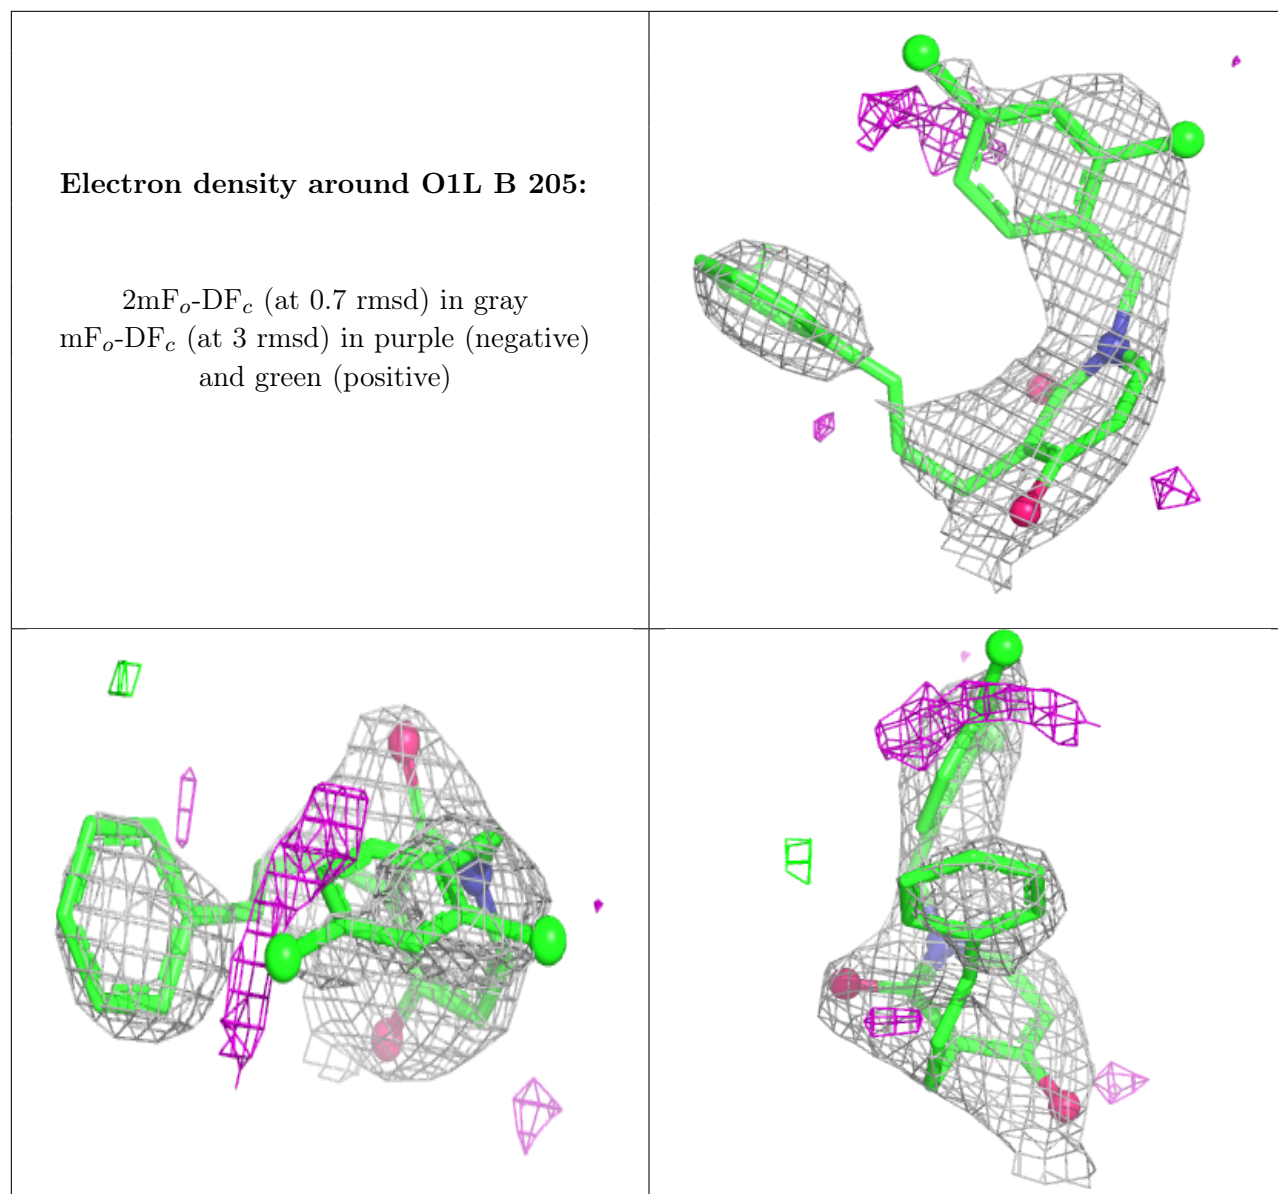 Electron density around O1L B 205:
2mFo-DFc (at 0.7 rmsd) in gray
mFo-DFc (at 3 rmsd) in purple (negative)
and green (positive)